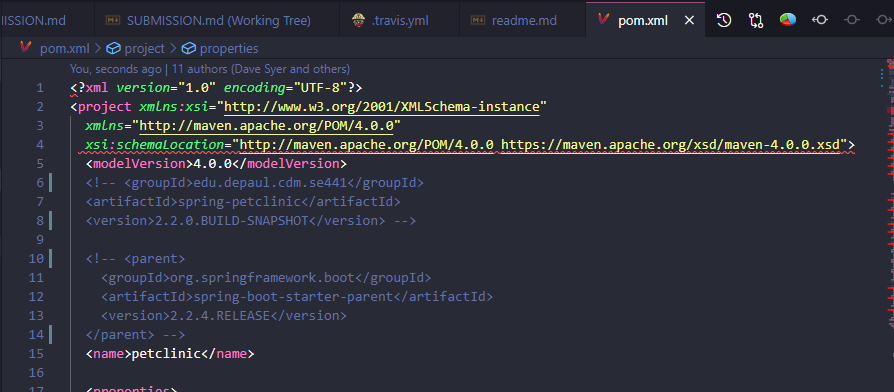 ISSION.md SUBMISSION.md (Working Tree) .travis.yml readme.md pom.xml
pom.xml > project > properties
You, seconds ago | 11 authors (Dave Syer and others)
1 <?xml version="1.0" encoding="UTF-8"?>
2 <project xmlns:xsi="http://www.w3.org/2001/XMLSchema-instance"
3 xmlns="http://maven.apache.org/POM/4.0.0"
4 xsi:schemaLocation="http://maven.apache.org/POM/4.0.0 https://maven.apache.org/xsd/maven-4.0.0.xsd">
5 <modelVersion>4.0.0</modelVersion>
6 <!-- <groupId>edu.depaul.cdm.se441</groupId>
7 <artifactId>spring-petclinic</artifactId>
8 <version>2.2.0.BUILD-SNAPSHOT</version> -->
9
10 <!-- <parent>
11 <groupId>org.springframework.boot</groupId>
12 <artifactId>spring-boot-starter-parent</artifactId>
13 <version>2.2.4.RELEASE</version>
14 </parent> -->
15 <name>petclinic</name>
16
17 <properties>